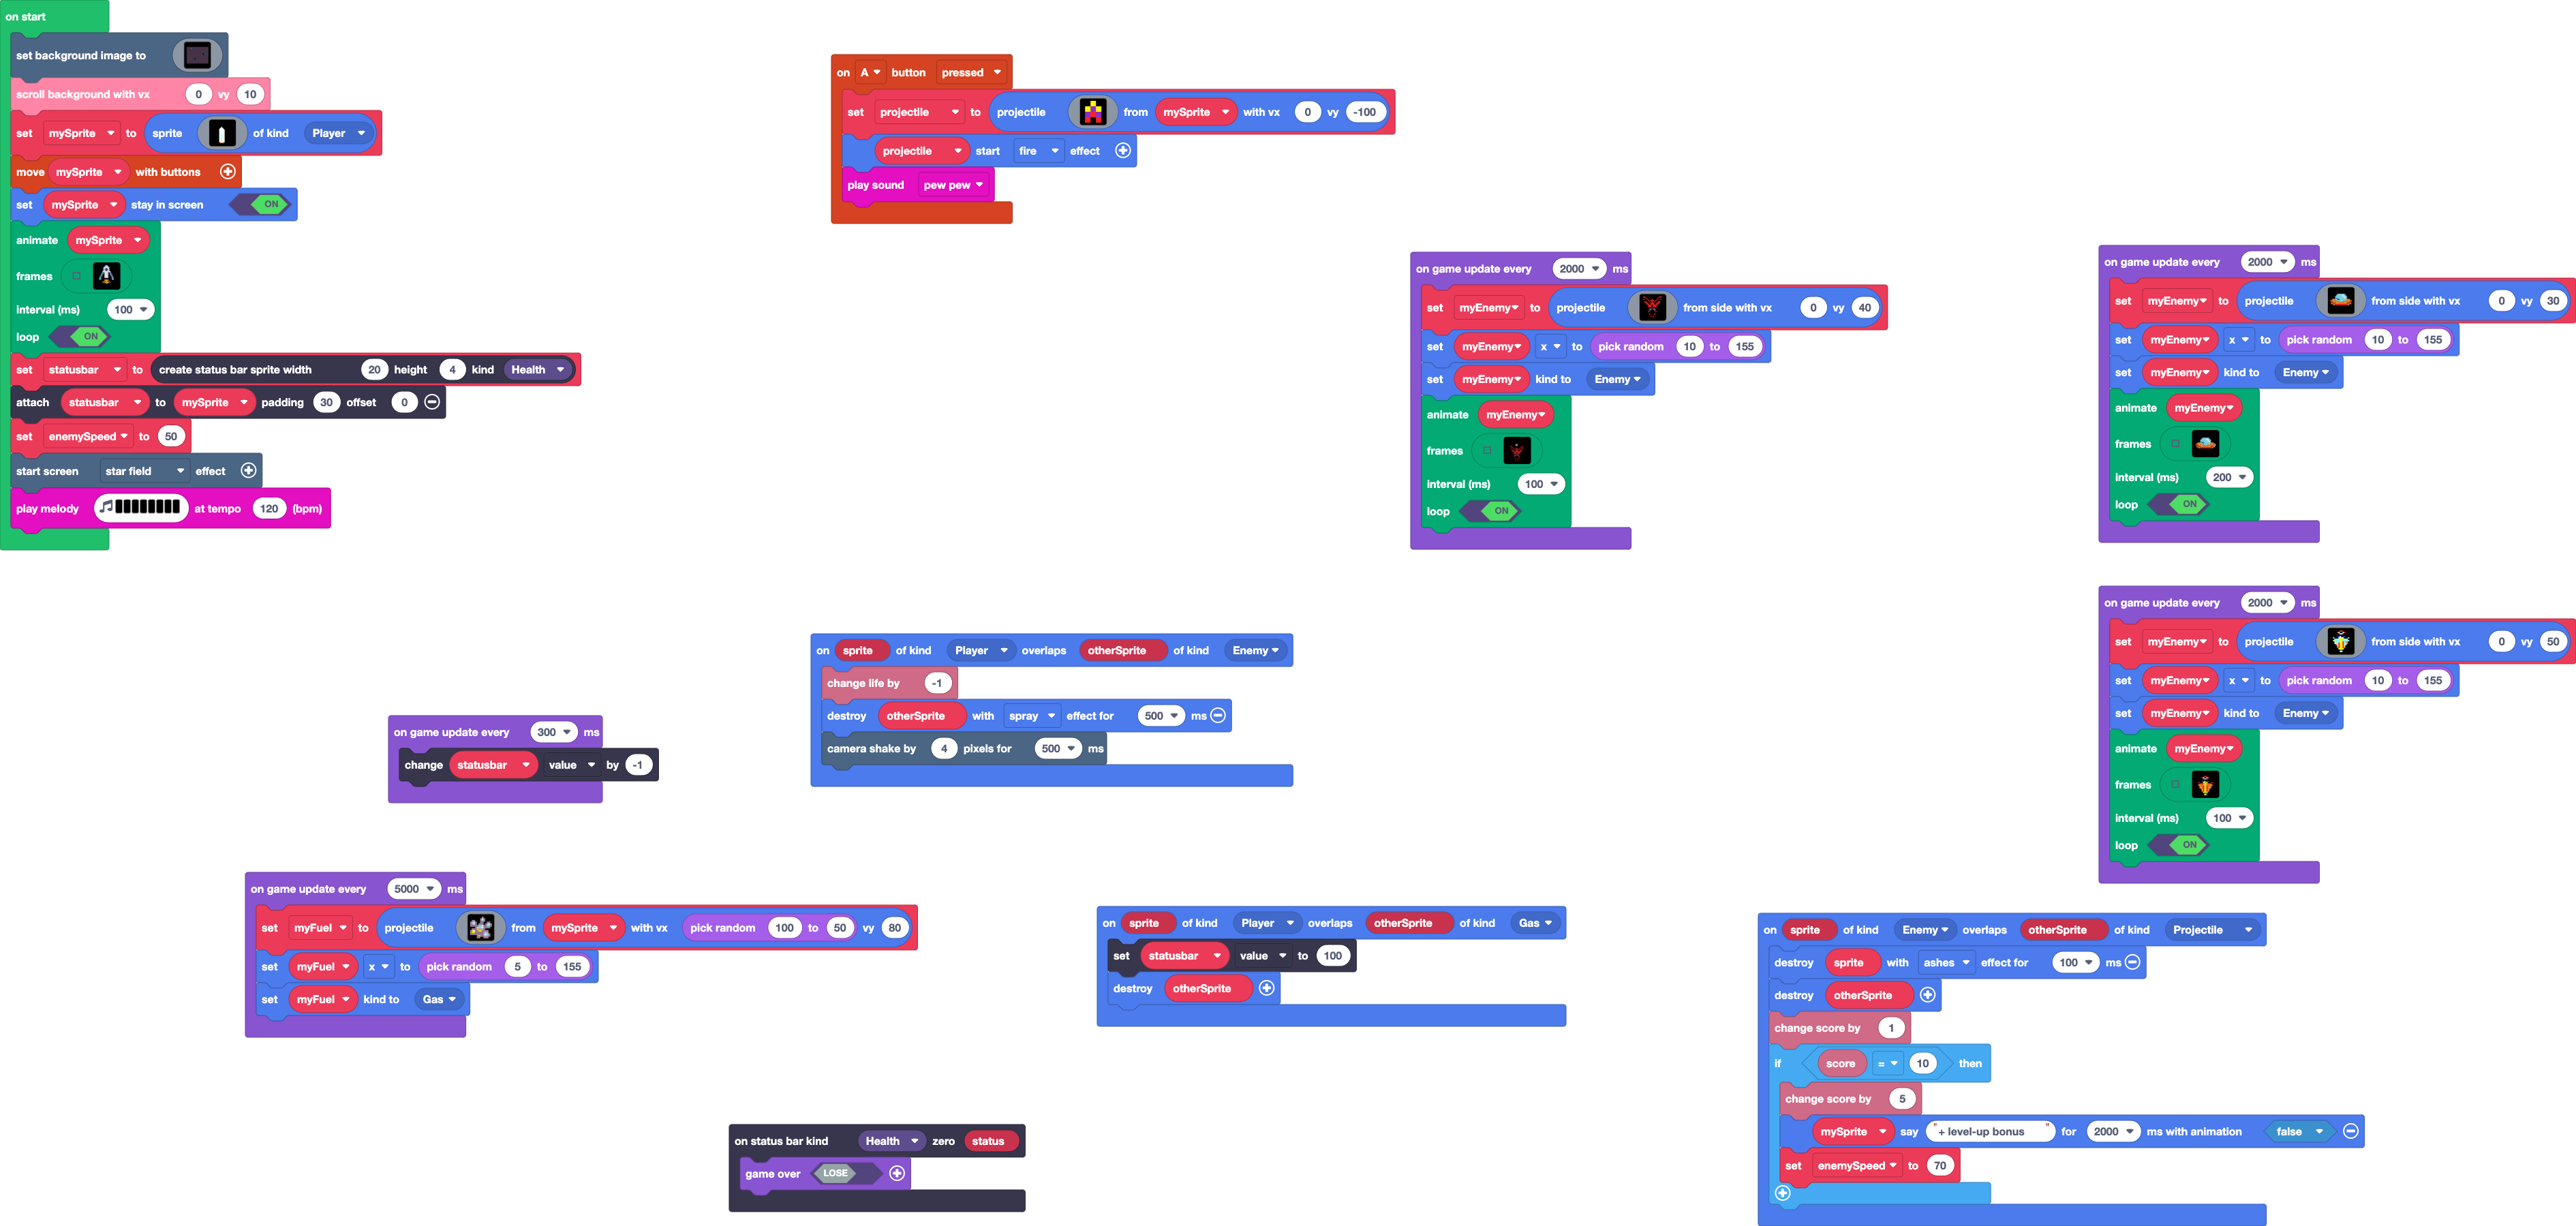 on start
set background image to
scroll background with vx 0 vy 10
set mySprite to sprite of kind Player
move mySprite with buttons
set mySprite stay in screen ON
animate mySprite
frames
interval (ms) 100
loop ON
set statusbar to create status bar sprite width 20 height 4 kind Health
attach statusbar to mySprite padding 30 offset 0
set enemySpeed to 50
start screen star field effect
play melody at tempo 120 (bpm)
on A button pressed
set projectile to projectile from mySprite with vx 0 vy -100
projectile start fire effect
play sound pew pew
on game update every 2000 ms
set myEnemy to projectile from side with vx 0 vy 40
set myEnemy x to pick random 10 to 155
set myEnemy kind to Enemy
animate myEnemy
frames
interval (ms) 100
loop ON
on game update every 2000 ms
set myEnemy to projectile from side with vx 0 vy 30
set myEnemy x to pick random 10 to 155
set myEnemy kind to Enemy
animate myEnemy
frames
interval (ms) 200
loop ON
on game update every 2000 ms
set myEnemy to projectile from side with vx 0 vy 50
set myEnemy x to pick random 10 to 155
set myEnemy kind to Enemy
animate myEnemy
frames
interval (ms) 100
loop ON
on sprite of kind Player overlaps otherSprite of kind Enemy
change life by -1
destroy otherSprite with spray effect for 500 ms
camera shake by 4 pixels for 500 ms
on game update every 300 ms
change statusbar value by -1
on game update every 5000 ms
set myFuel to projectile from mySprite with vx pick random 100 to 50 vy 80
set myFuel x to pick random 5 to 155
set myFuel kind to Gas
on sprite of kind Player overlaps otherSprite of kind Gas
set statusbar value to 100
destroy otherSprite
on sprite of kind Enemy overlaps otherSprite of kind Projectile
destroy sprite with ashes effect for 100 ms
destroy otherSprite
change score by 1
if score = 10 then
change score by 5
mySprite say "+ level-up bonus" for 2000 ms with animation false
set enemySpeed to 70
on status bar kind Health zero status
game over LOSE